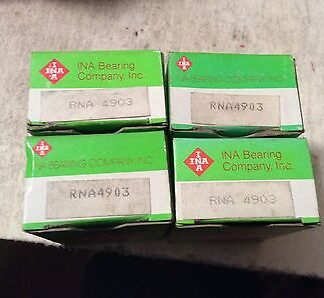 INA
INA Bearing
Company, Inc.
RNA 4903
INA
INA BEARING COMPANY INC
RNA4903
INA
INA BEARING COMPANY INC
RNA4903
INA
INA Bearing
Company, Inc.
RNA 4903